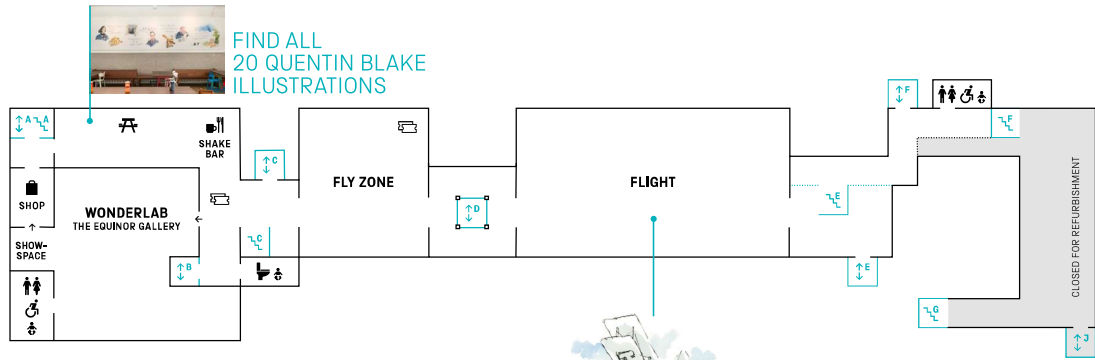 FIND ALL
20 QUENTIN BLAKE
ILLUSTRATIONS
A
A
SHAKE
BAR
C
F
F
SHOP
WONDERLAB
THE EQUINOR GALLERY
FLY ZONE
FLIGHT
D
E
SHOW-
SPACE
C
B
E
G
J
CLOSED FOR REFURBISHMENT